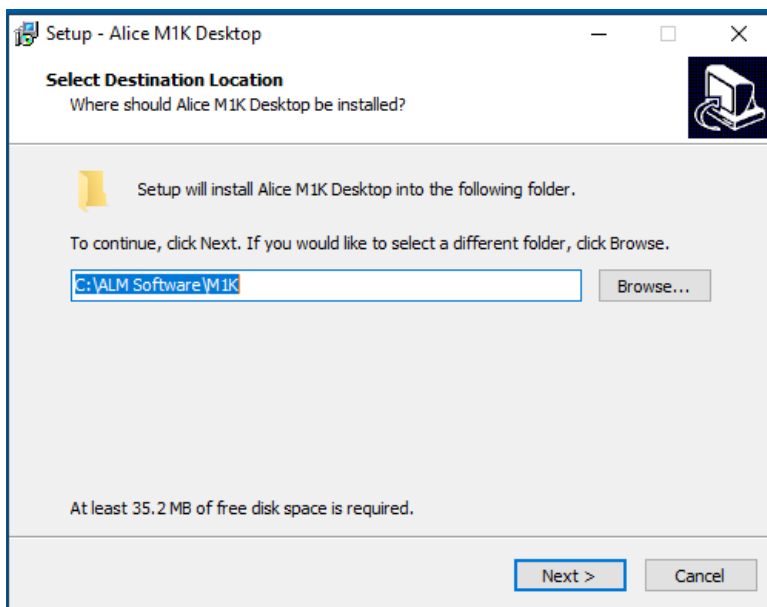 Setup - Alice M1K Desktop
Select Destination Location
Where should Alice M1K Desktop be installed?
Setup will install Alice M1K Desktop into the following folder.
To continue, click Next. If you would like to select a different folder, click Browse.
C:\ALM Software\M1K
Browse...
At least 35.2 MB of free disk space is required.
Next >
Cancel